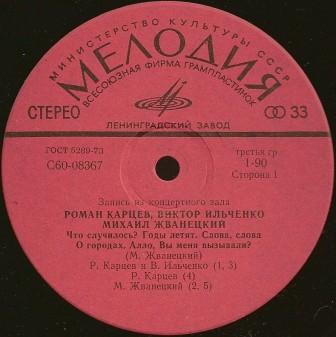 МИНИСТЕРСТВО КУЛЬТУРЫ СССР
МЕЛОДИЯ
ВСЕСОЮЗНАЯ ФИРМА ГРАМПЛАСТИНОК
СТЕРЕО
33
ЛЕНИНГРАДСКИЙ ЗАВОД
ГОСТ 5289-73
С60-08367
третья гр
1-90
Сторона 1
Запись из концертного зала
РОМАН КАРЦЕВ, ВИКТОР ИЛЬЧЕНКО
МИХАИЛ ЖВАНЕЦКИЙ
Что случилось? Годы летят. Слова, слова
О городах. Алло, Вы меня вызывали?
(М. Жванецкий)
Р. Карцев и В. Ильченко (1, 3)
Р. Карцев (4)
М. Жванецкий (2, 5)